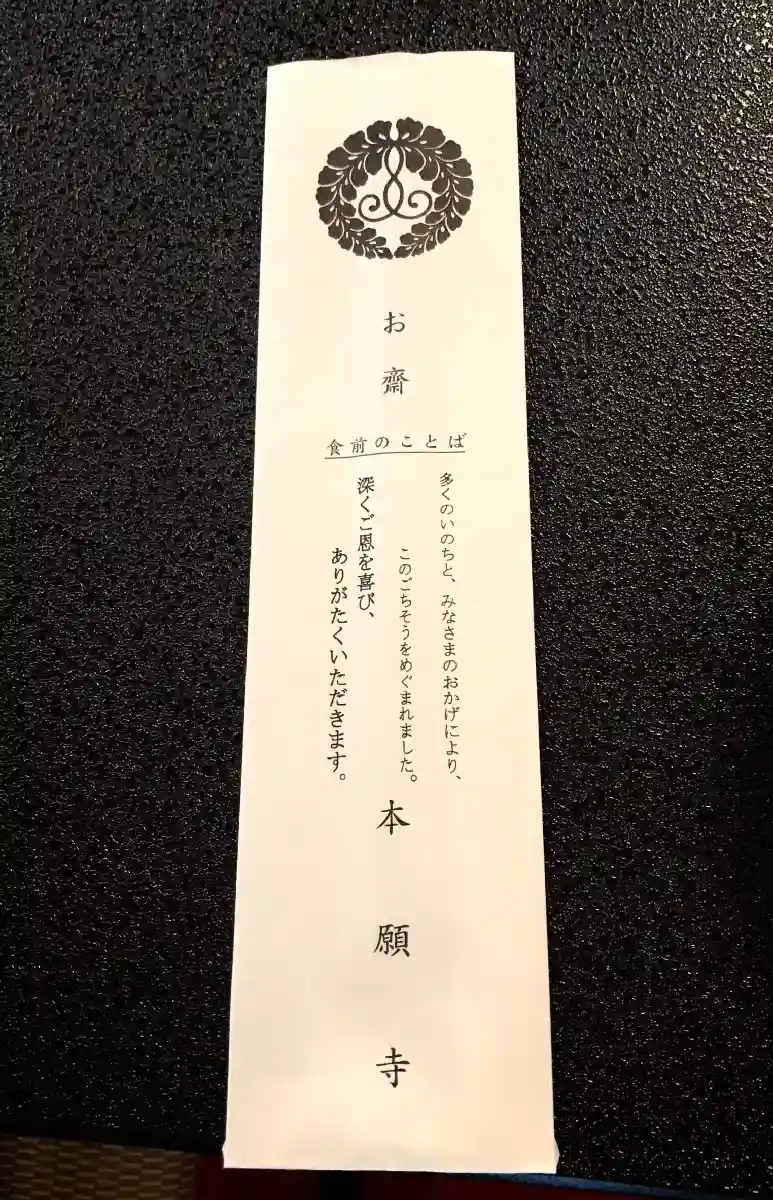 お齋
食前のことば
多くのいのちと、みなさまのおかげにより、
このごちそうをめぐまれました。
深くご恩を喜び、
ありがたくいただきます。
本願寺